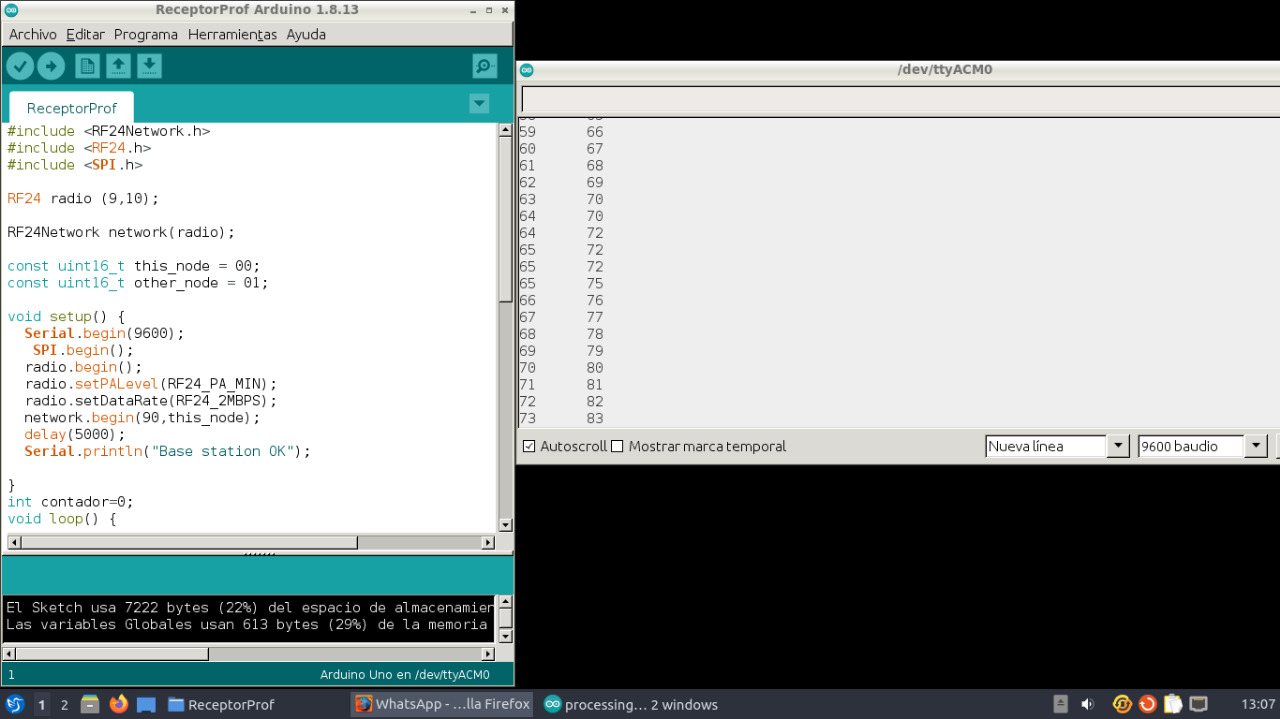 ReceptorProf Arduino 1.8.13
Archivo Editar Programa Herramientas Ayuda
ReceptorProf
#include <RF24Network.h>
#include <RF24.h>
#include <SPI.h>
RF24 radio (9,10);
RF24Network network(radio);
const uint16_t this_node = 00;
const uint16_t other_node = 01;
void setup() {
Serial.begin(9600);
SPI.begin();
radio.begin();
radio.setPALevel(RF24_PA_MIN);
radio.setDataRate(RF24_2MBPS);
network.begin(90,this_node);
delay(5000);
Serial.println("Base station OK");
}
int contador=0;
void loop() {
El Sketch usa 7222 bytes (22%) del espacio de almacenamien
Las variables Globales usan 613 bytes (29%) de la memoria
1 Arduino Uno en /dev/ttyACM0
/dev/ttyACM0
59 66
60 67
61 68
62 69
63 70
64 70
64 72
65 72
65 72
65 75
66 76
67 77
68 78
69 79
70 80
71 81
72 82
73 83
Autoscroll Mostrar marca temporal Nueva línea 9600 baudio
1 2 ReceptorProf WhatsApp - ...lla Firefox processing... 2 windows 13:07